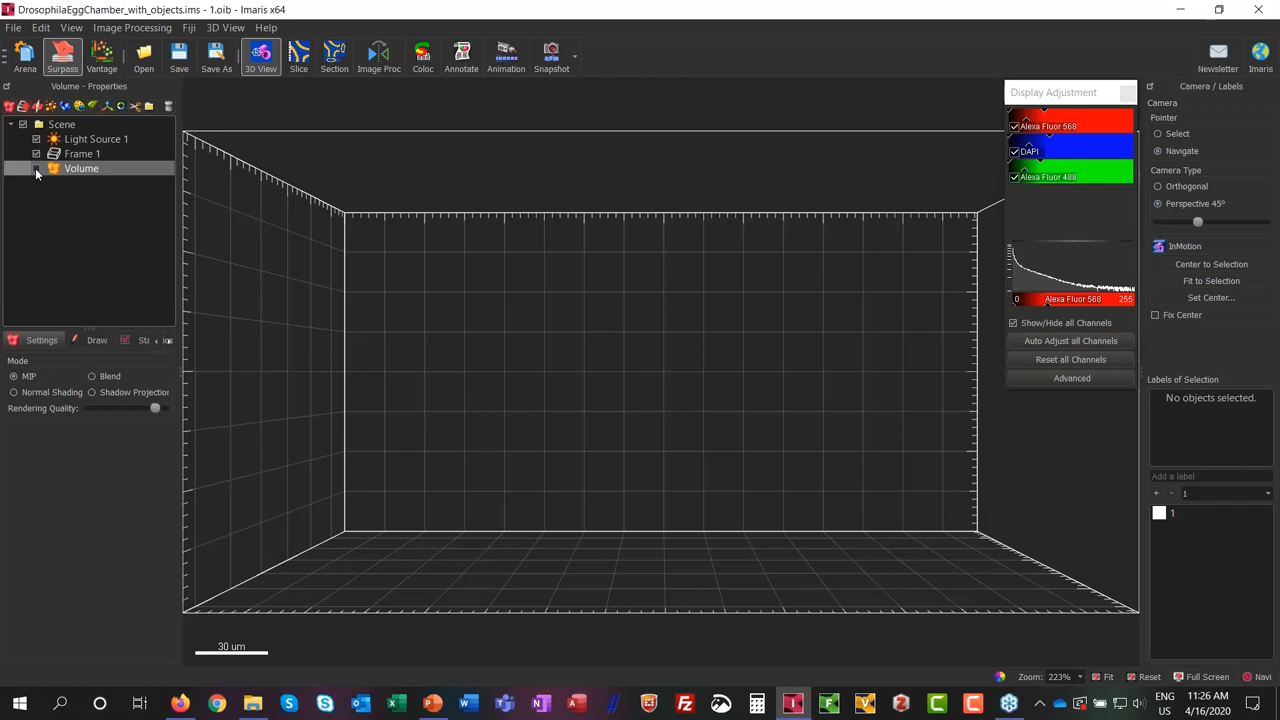 DrosophilaEggChamber_with_objects.ims - 1.oib - Imaris x64
File Edit View Image Processing Fiji 3D View Help
Arena Surpass Vantage Open Save Save As 3D View Slice Section Image Proc Coloc Annotate Animation Snapshot Newsletter Imaris
Volume - Properties
Scene
Light Source 1
Frame 1
Volume
Settings Draw
Mode
MIP Blend
Normal Shading Shadow Projection
Rendering Quality:
30 um
Display Adjustment
Alexa Fluor 568
DAPI
Alexa Fluor 488
0 Alexa Fluor 568 255
Show/Hide all Channels
Auto Adjust all Channels
Reset all Channels
Advanced
Camera / Labels
Camera
Pointer
Select
Navigate
Camera Type
Orthogonal
Perspective 45º
InMotion
Center to Selection
Fit to Selection
Set Center...
Fix Center
Labels of Selection
No objects selected.
Add a label
+ - 1
1
Zoom: 223% Fit Reset Full Screen Navi
ENG
US
11:26 AM
4/16/2020